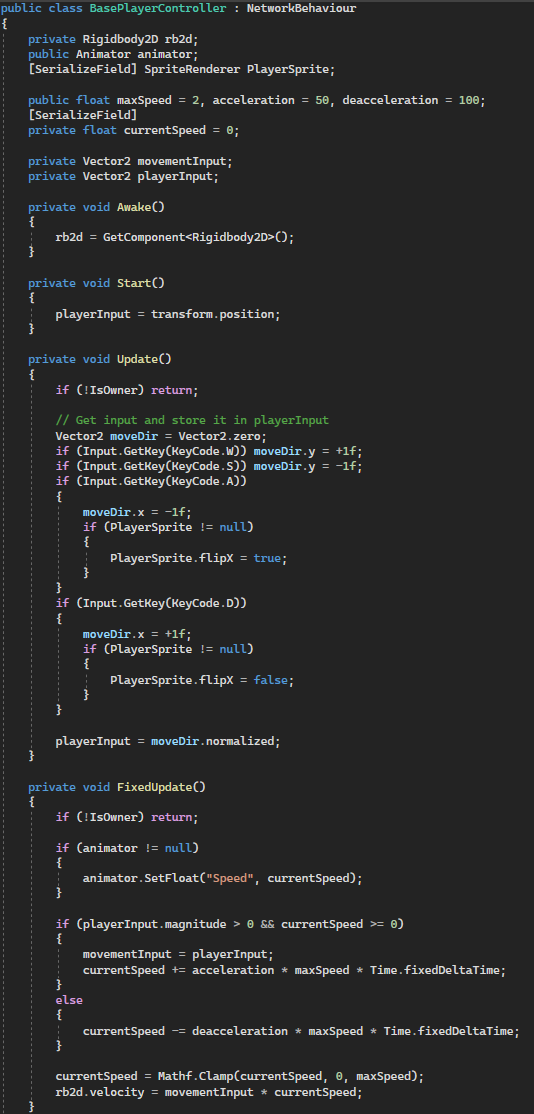 public class BasePlayerController : NetworkBehaviour
{
    private Rigidbody2D rb2d;
    public Animator animator;
    [SerializeField] SpriteRenderer PlayerSprite;

    public float maxSpeed = 2, acceleration = 50, deacceleration = 100;
    [SerializeField]
    private float currentSpeed = 0;

    private Vector2 movementInput;
    private Vector2 playerInput;

    private void Awake()
    {
        rb2d = GetComponent<Rigidbody2D>();
    }

    private void Start()
    {
        playerInput = transform.position;
    }

    private void Update()
    {
        if (!IsOwner) return;

        // Get input and store it in playerInput
        Vector2 moveDir = Vector2.zero;
        if (Input.GetKey(KeyCode.W)) moveDir.y = +1f;
        if (Input.GetKey(KeyCode.S)) moveDir.y = -1f;
        if (Input.GetKey(KeyCode.A))
        {
            moveDir.x = -1f;
            if (PlayerSprite != null)
            {
                PlayerSprite.flipX = true;
            }
        }
        if (Input.GetKey(KeyCode.D))
        {
            moveDir.x = +1f;
            if (PlayerSprite != null)
            {
                PlayerSprite.flipX = false;
            }
        }

        playerInput = moveDir.normalized;
    }

    private void FixedUpdate()
    {
        if (!IsOwner) return;

        if (animator != null)
        {
            animator.SetFloat("Speed", currentSpeed);
        }

        if (playerInput.magnitude > 0 && currentSpeed >= 0)
        {
            movementInput = playerInput;
            currentSpeed += acceleration * maxSpeed * Time.fixedDeltaTime;
        }
        else
        {
            currentSpeed -= deacceleration * maxSpeed * Time.fixedDeltaTime;
        }

        currentSpeed = Mathf.Clamp(currentSpeed, 0, maxSpeed);
        rb2d.velocity = movementInput * currentSpeed;
    }